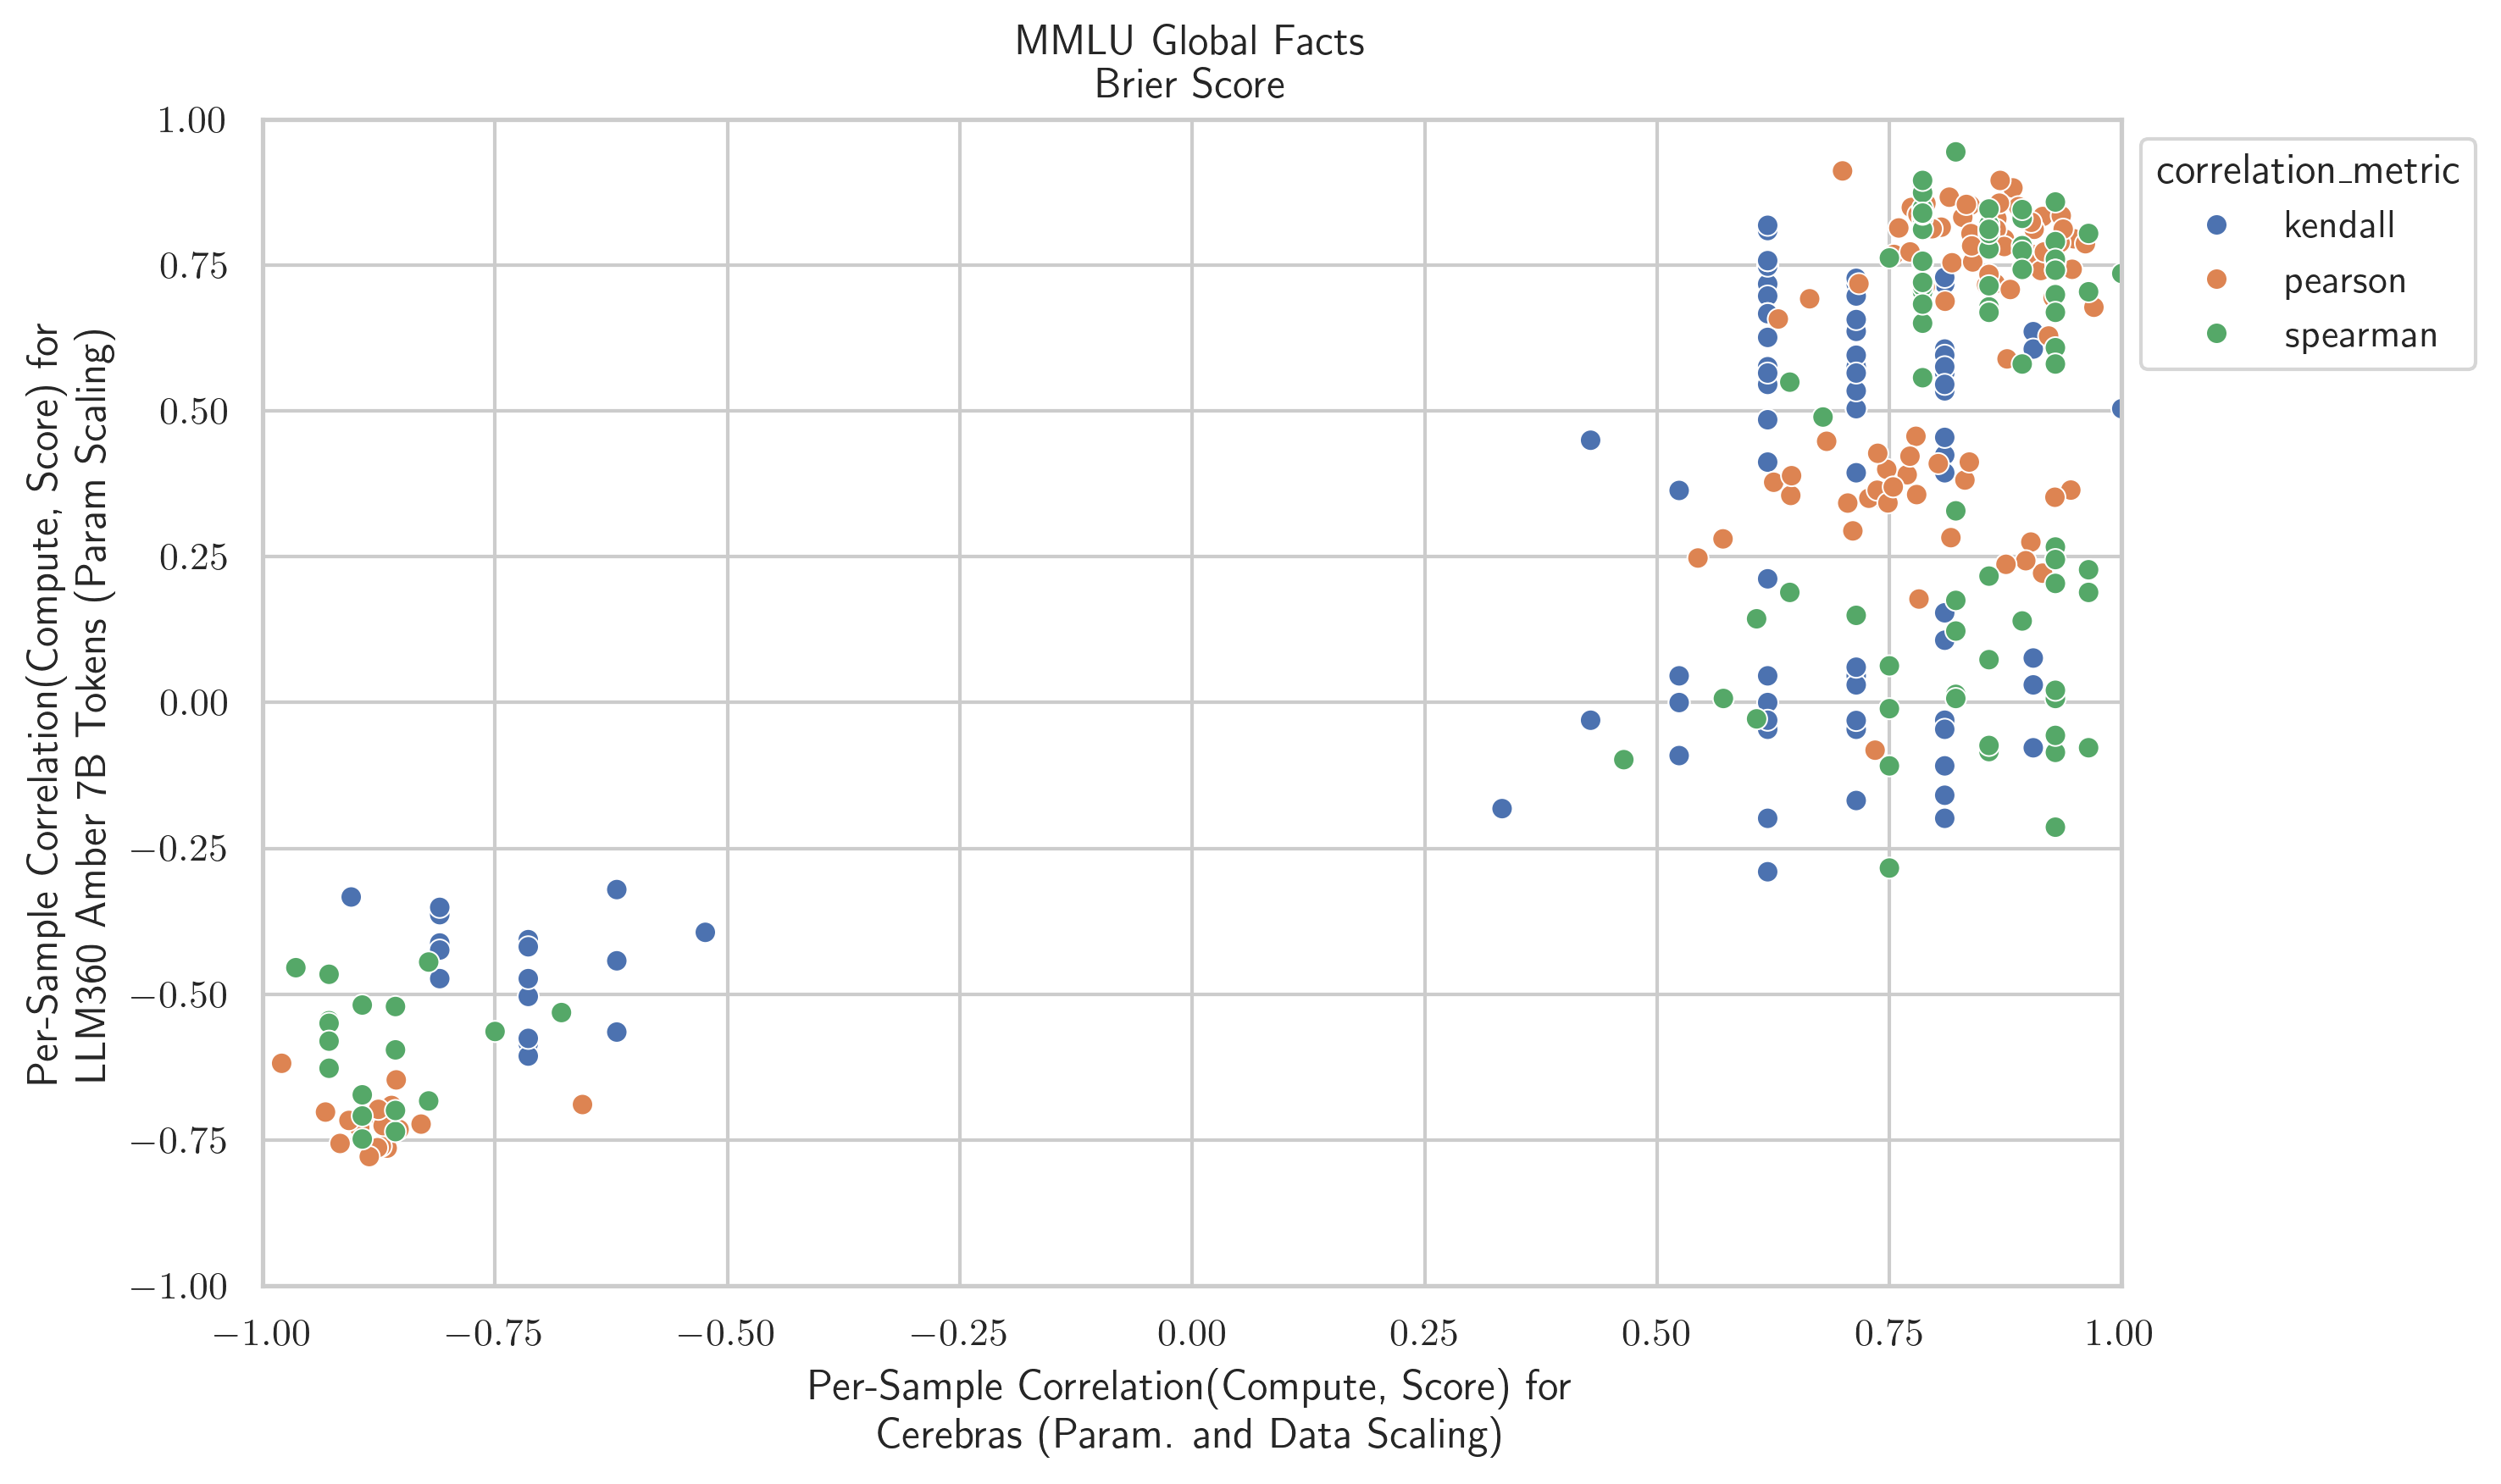 MMLU Global Facts
Brier Score
Per-Sample Correlation(Compute, Score) for
LLM360 Amber 7B Tokens (Param Scaling)
1.00
0.75
0.50
0.25
0.00
−0.25
−0.50
−0.75
−1.00
−1.00 −0.75 −0.50 −0.25 0.00 0.25 0.50 0.75 1.00
Per-Sample Correlation(Compute, Score) for
Cerebras (Param. and Data Scaling)
correlation_metric
kendall
pearson
spearman